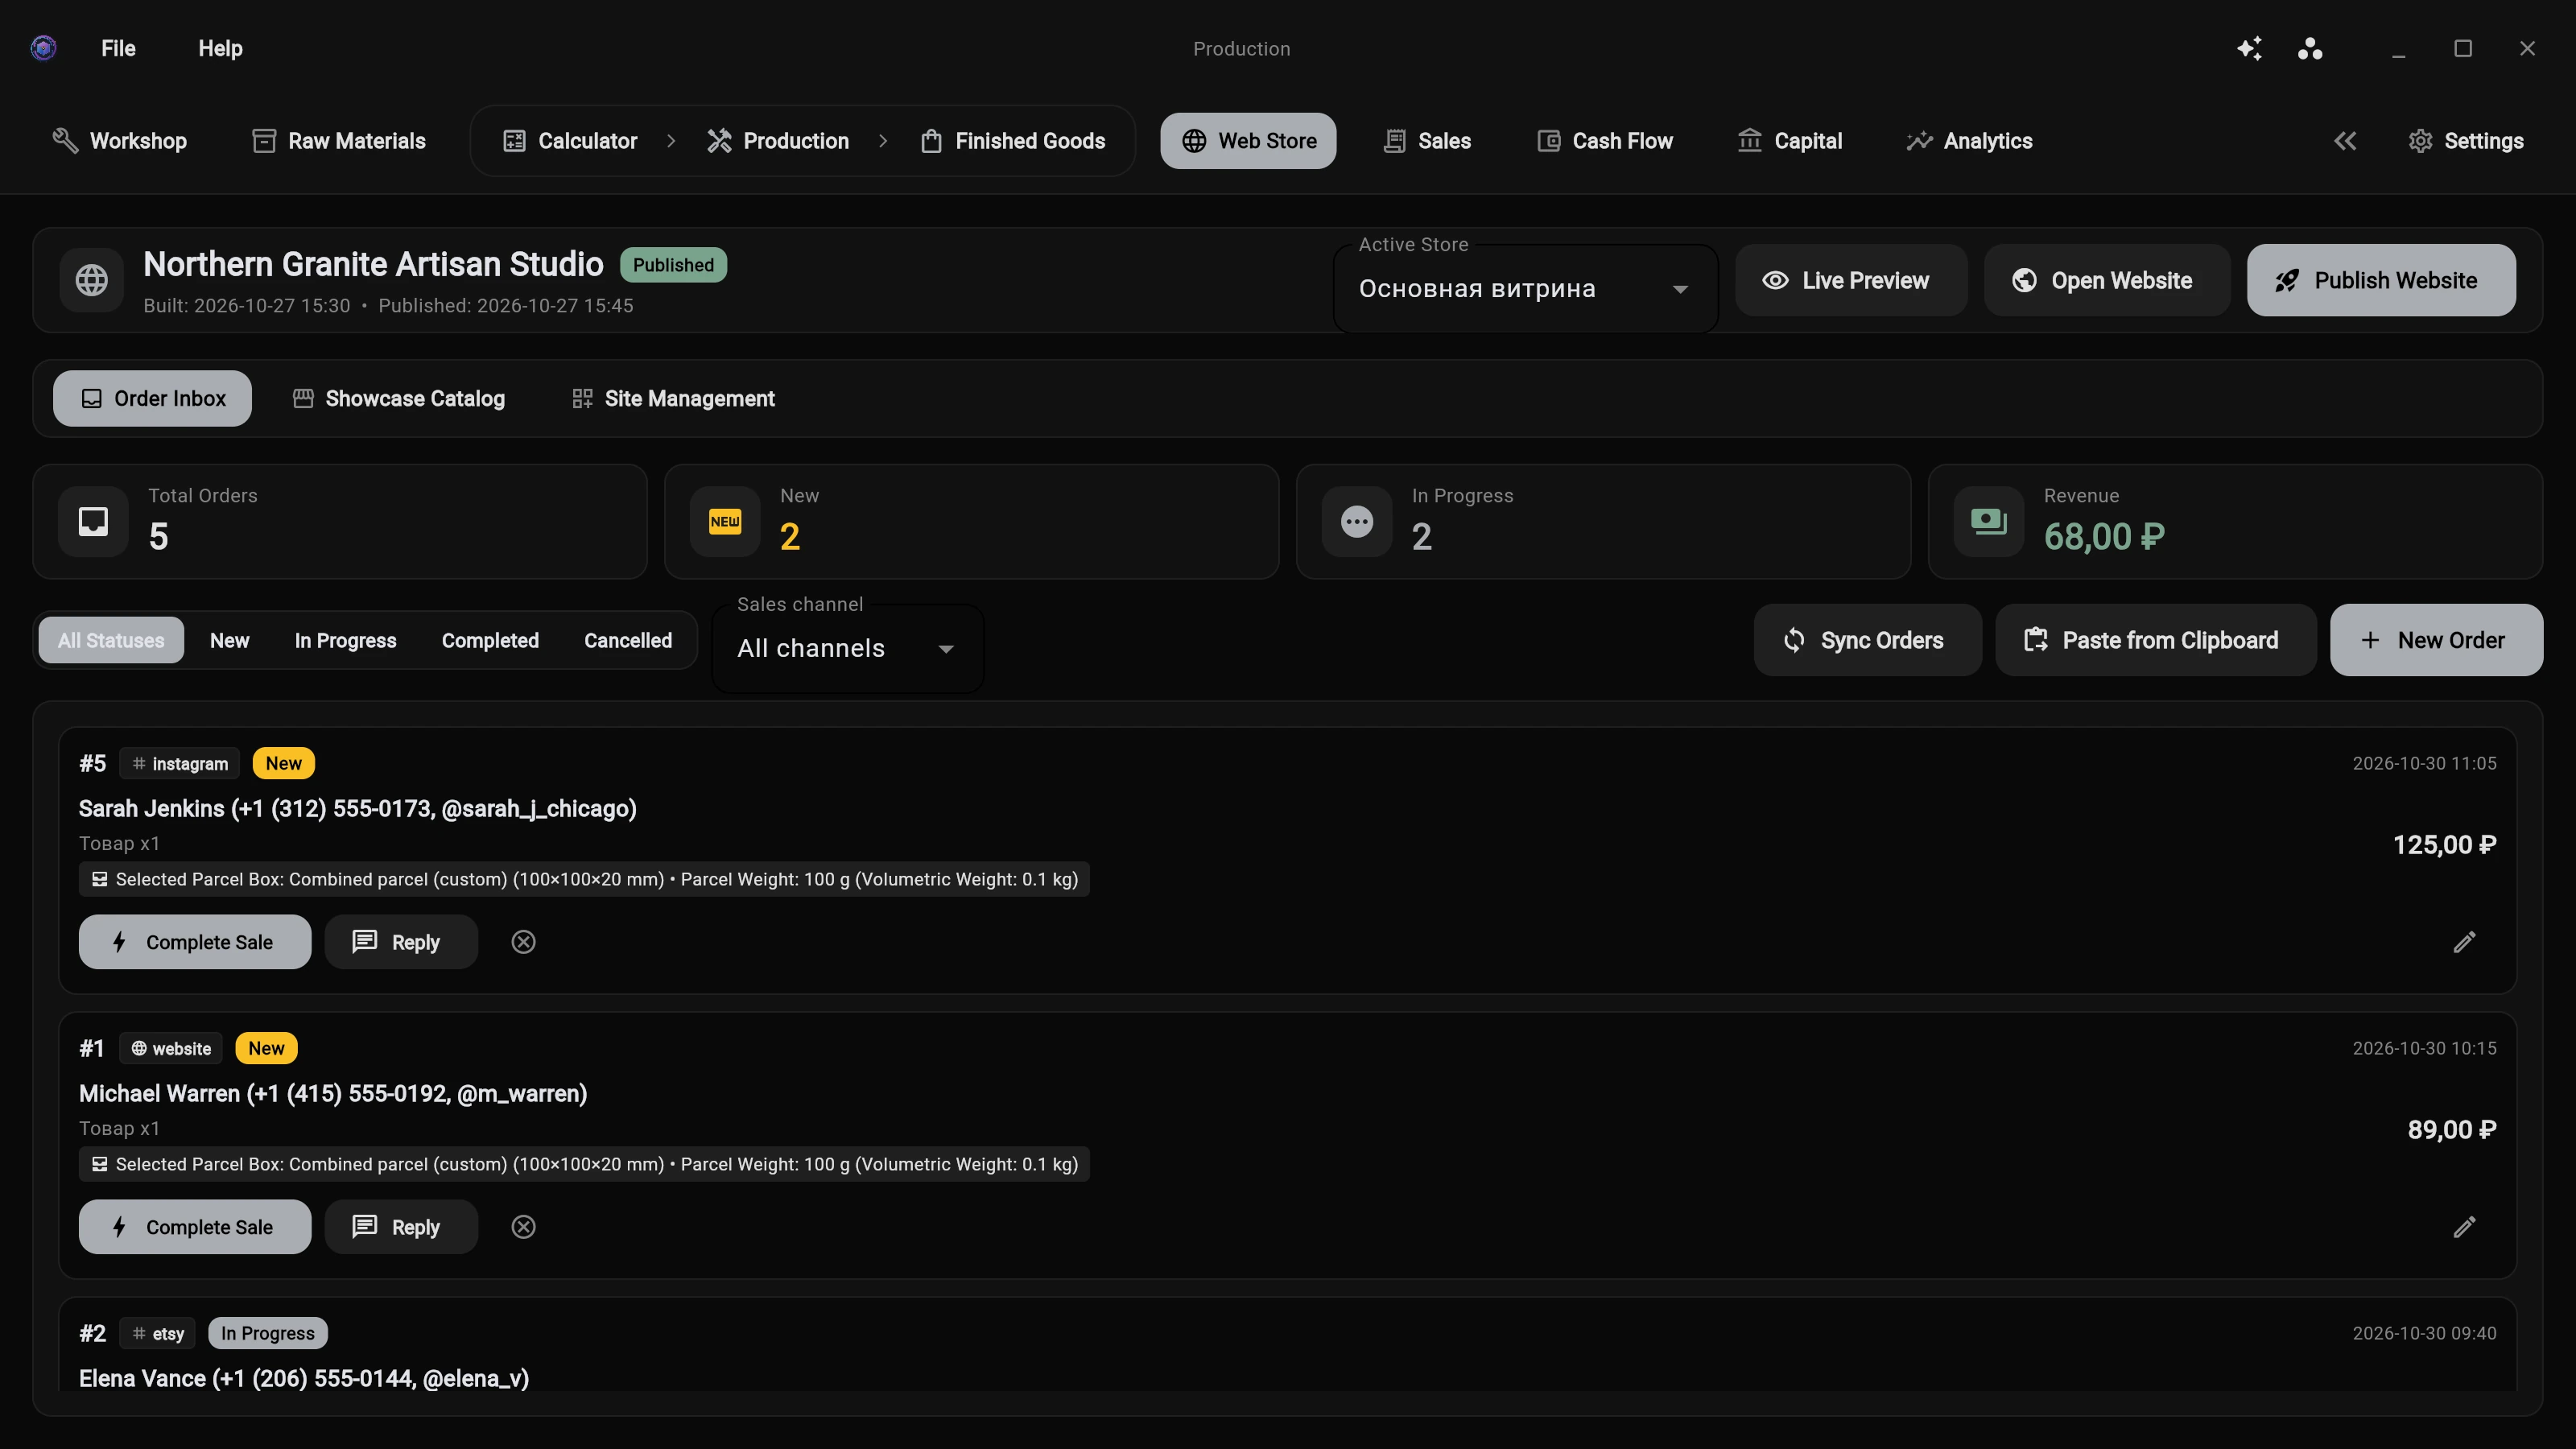 File Help Production
Workshop Raw Materials Calculator Production Finished Goods Web Store Sales Cash Flow Capital Analytics Settings
Northern Granite Artisan Studio Published
Built: 2026-10-27 15:30 • Published: 2026-10-27 15:45
Active Store
Основная витрина
Live Preview Open Website Publish Website
Order Inbox Showcase Catalog Site Management
Total Orders
5
NEW
New
2
In Progress
2
Revenue
68,00 ₽
All Statuses New In Progress Completed Cancelled
Sales channel
All channels
Sync Orders Paste from Clipboard + New Order
#5 # instagram New 2026-10-30 11:05
Sarah Jenkins (+1 (312) 555-0173, @sarah_j_chicago)
Товар x1
125,00 ₽
Selected Parcel Box: Combined parcel (custom) (100×100×20 mm) • Parcel Weight: 100 g (Volumetric Weight: 0.1 kg)
Complete Sale Reply
#1 website New 2026-10-30 10:15
Michael Warren (+1 (415) 555-0192, @m_warren)
Товар x1
89,00 ₽
Selected Parcel Box: Combined parcel (custom) (100×100×20 mm) • Parcel Weight: 100 g (Volumetric Weight: 0.1 kg)
Complete Sale Reply
#2 # etsy In Progress 2026-10-30 09:40
Elena Vance (+1 (206) 555-0144, @elena_v)